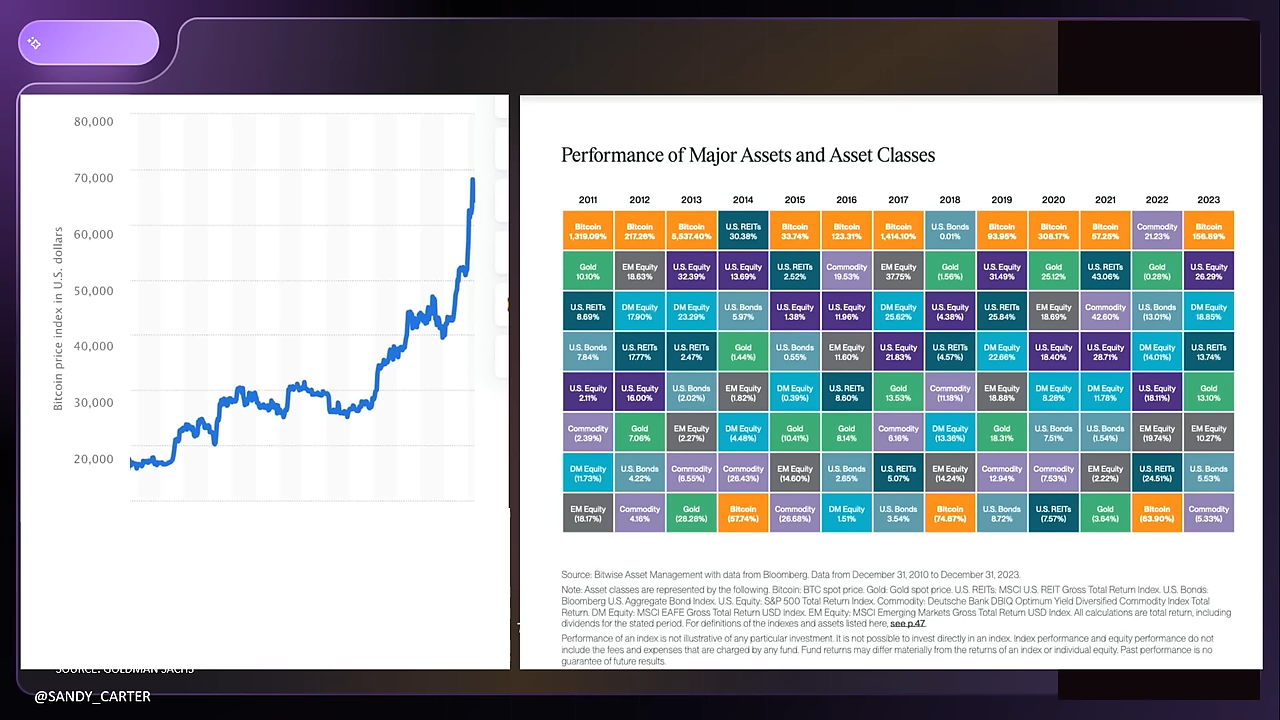 80,000
70,000
60,000
50,000
40,000
30,000
20,000
Bitcoin price index in U.S. dollars
Performance of Major Assets and Asset Classes
2011 2012 2013 2014 2015 2016 2017 2018 2019 2020 2021 2022 2023
Bitcoin Bitcoin Bitcoin U.S. REITs Bitcoin Bitcoin Bitcoin U.S. Bonds Bitcoin Bitcoin Bitcoin Commodity Bitcoin
1,319.09% 217.26% 5,537.40% 30.38% 33.74% 123.31% 1,414.10% 0.01% 93.95% 308.17% 57.25% 21.23% 156.89%
Gold EM Equity U.S. Equity U.S. Equity U.S. REITs Commodity EM Equity Gold U.S. Equity Gold U.S. REITs Gold U.S. Equity
10.10% 18.63% 32.39% 13.69% 2.52% 19.53% 37.75% (1.56%) 31.49% 25.12% 43.06% (0.28%) 26.29%
U.S. REITs DM Equity DM Equity U.S. Bonds U.S. Equity U.S. Equity DM Equity U.S. Equity U.S. REITs EM Equity Commodity U.S. Bonds DM Equity
8.69% 17.90% 23.29% 5.97% 1.38% 11.96% 25.62% (4.38%) 25.84% 18.69% 42.60% (13.01%) 18.85%
U.S. Bonds U.S. REITs U.S. REITs Gold U.S. Bonds EM Equity U.S. Equity U.S. REITs DM Equity U.S. Equity U.S. Equity DM Equity U.S. REITs
7.84% 17.77% 2.47% (1.44%) 0.55% 11.60% 21.83% (4.57%) 22.66% 18.40% 28.71% (14.01%) 13.74%
U.S. Equity U.S. Equity U.S. Bonds EM Equity DM Equity U.S. REITs Gold Commodity EM Equity DM Equity DM Equity U.S. Equity Gold
2.11% 16.00% (2.02%) (1.82%) (0.39%) 8.60% 13.53% (11.18%) 18.88% 8.28% 11.78% (18.11%) 13.10%
Commodity Gold EM Equity DM Equity Gold Gold Commodity DM Equity Gold U.S. Bonds U.S. Bonds EM Equity EM Equity
(2.39%) 7.06% (2.27%) (4.48%) (10.41%) 8.14% 6.16% (13.36%) 18.31% 7.51% (1.54%) (19.74%) 10.27%
DM Equity U.S. Bonds Commodity Commodity EM Equity U.S. Bonds U.S. REITs EM Equity Commodity Commodity EM Equity U.S. REITs U.S. Bonds
(11.73%) 4.22% (6.55%) (26.43%) (14.60%) 2.65% 5.07% (14.24%) 12.94% (7.53%) (2.22%) (24.51%) 5.53%
EM Equity Commodity Gold Bitcoin Commodity DM Equity U.S. Bonds Bitcoin U.S. Bonds U.S. REITs Gold Bitcoin Commodity
(18.17%) 4.16% (28.28%) (57.74%) (26.68%) 1.51% 3.54% (74.67%) 8.72% (7.57%) (3.64%) (63.90%) (5.33%)
Source: Bitwise Asset Management with data from Bloomberg. Data from December 31, 2010 to December 31, 2023.
Note: Asset classes are represented by the following. Bitcoin: BTC spot price. Gold: Gold spot price. U.S. REITs: MSCI U.S. REIT Gross Total Return Index. U.S. Bonds:
Bloomberg U.S. Aggregate Bond Index. U.S. Equity: S&P 500 Total Return Index. Commodity: Deutsche Bank DBIQ Optimum Yield Diversified Commodity Index Total
Return. DM Equity: MSCI EAFE Gross Total Return USD Index. EM Equity: MSCI Emerging Markets Gross Total Return USD Index. All calculations are total return, including
dividends for the stated period. For definitions of the indexes and assets listed here, see p.47.
Performance of an index is not illustrative of any particular investment. It is not possible to invest directly in an index. Index performance and equity performance do not
include the fees and expenses that are charged by any fund. Fund returns may differ materially from the returns of an index or individual equity. Past performance is no
guarantee of future results.
SOURCE: GOLDMAN SACHS
@SANDY_CARTER